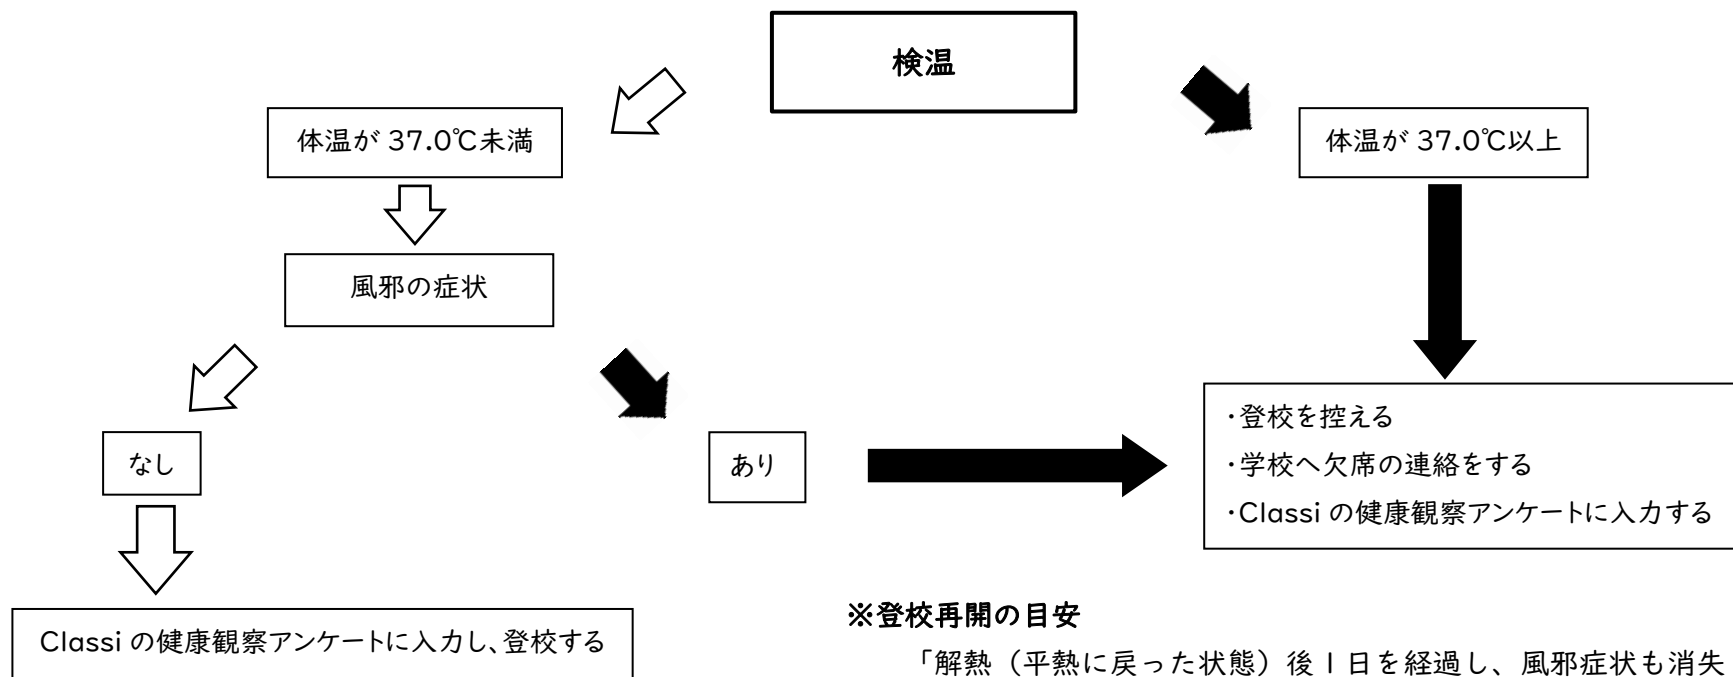 検温
体温が 37.0℃未満
体温が 37.0℃以上
風邪の症状
なし
あり
・登校を控える
・学校へ欠席の連絡をする
・Classi の健康観察アンケートに入力する
Classi の健康観察アンケートに入力し、登校する
※登校再開の目安
「解熱（平熱に戻った状態）後１日を経過し、風邪症状も消失